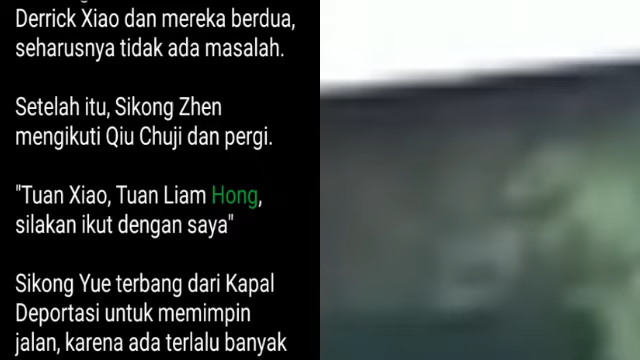 Derrick Xiao dan mereka berdua,
seharusnya tidak ada masalah.
Setelah itu, Sikong Zhen
mengikuti Qiu Chuji dan pergi.
"Tuan Xiao, Tuan Liam Hong,
silakan ikut dengan saya"
Sikong Yue terbang dari Kapal
Deportasi untuk memimpin
jalan, karena ada terlalu banyak